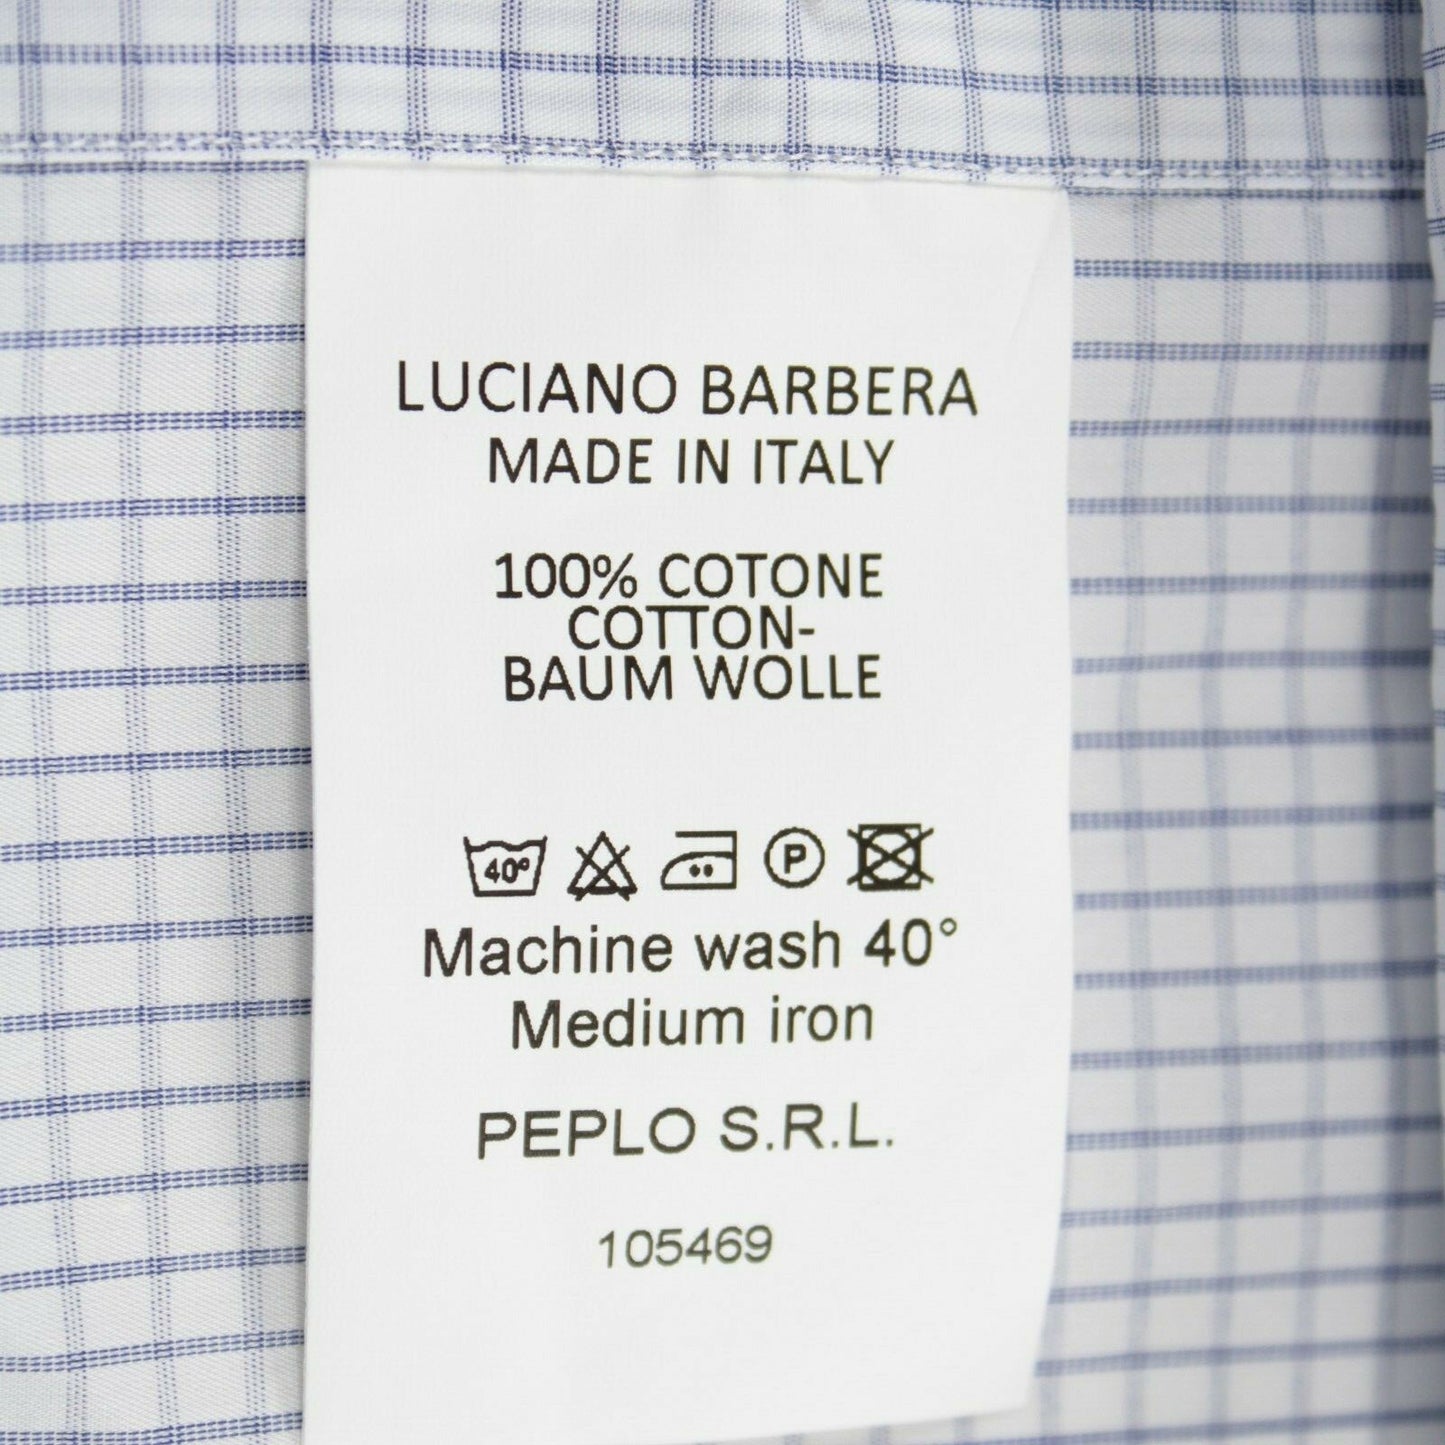 LUCIANO BARBERA
MADE IN ITALY
100% COTONE
COTTON-
BAUM WOLLE
40° P
Machine wash 40°
Medium iron
PEPLO S.R.L.
105469